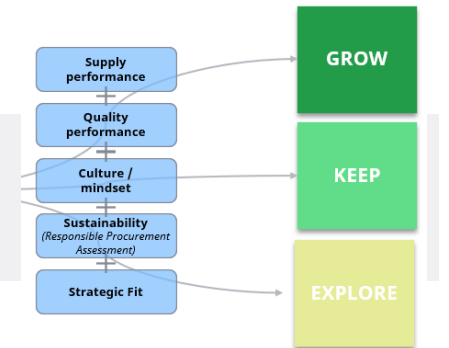 Supply
performance
Quality
performance
Culture /
mindset
Sustainability
(Responsible Procurement
Assessment)
Strategic Fit
GROW
KEEP
EXPLORE